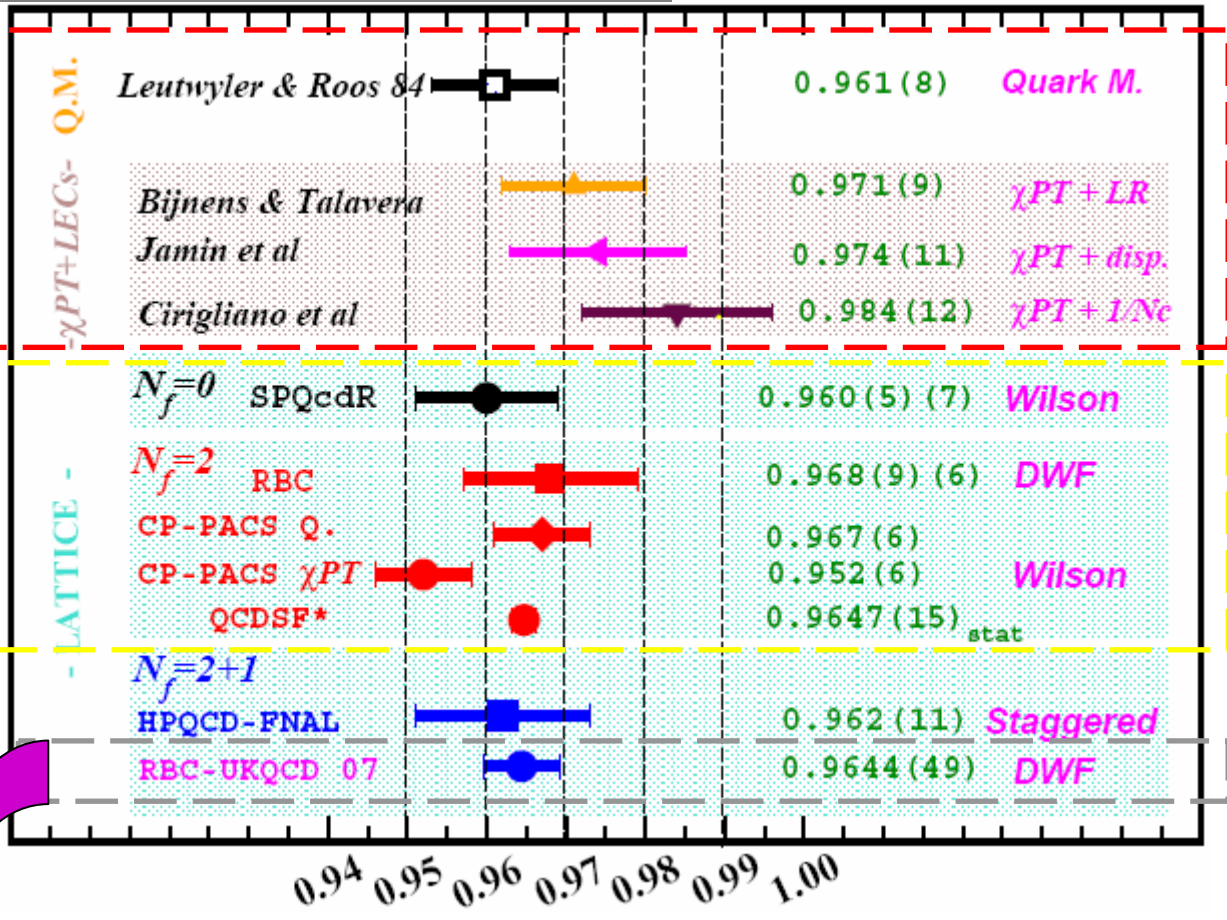 Q.M.
Leutwyler & Roos 84 0.961(8) Quark M.
-χPT+LECs-
Bijnens & Talavera 0.971(9) χPT + LR
Jamin et al 0.974(11) χPT + disp.
Cirigliano et al 0.984(12) χPT + 1/Nc
- LATTICE -
N_f=0 SPQcdR 0.960(5)(7) Wilson
N_f=2
RBC 0.968(9)(6) DWF
CP-PACS Q. 0.967(6)
CP-PACS χPT 0.952(6) Wilson
QCDSF* 0.9647(15)stat
N_f=2+1
HPQCD-FNAL 0.962(11) Staggered
RBC-UKQCD 07 0.9644(49) DWF
0.94 0.95 0.96 0.97 0.98 0.99 1.00